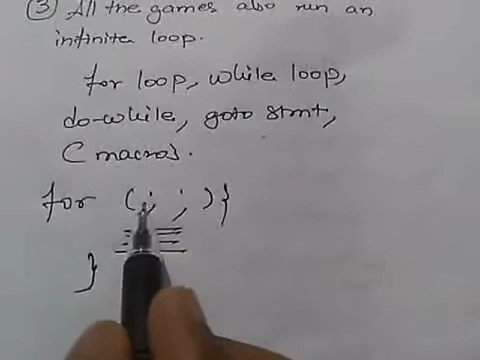 ③ All the games also run an
infinite loop.
for loop, while loop,
do-while, goto stmt,
C macros.
for (; ;){
}